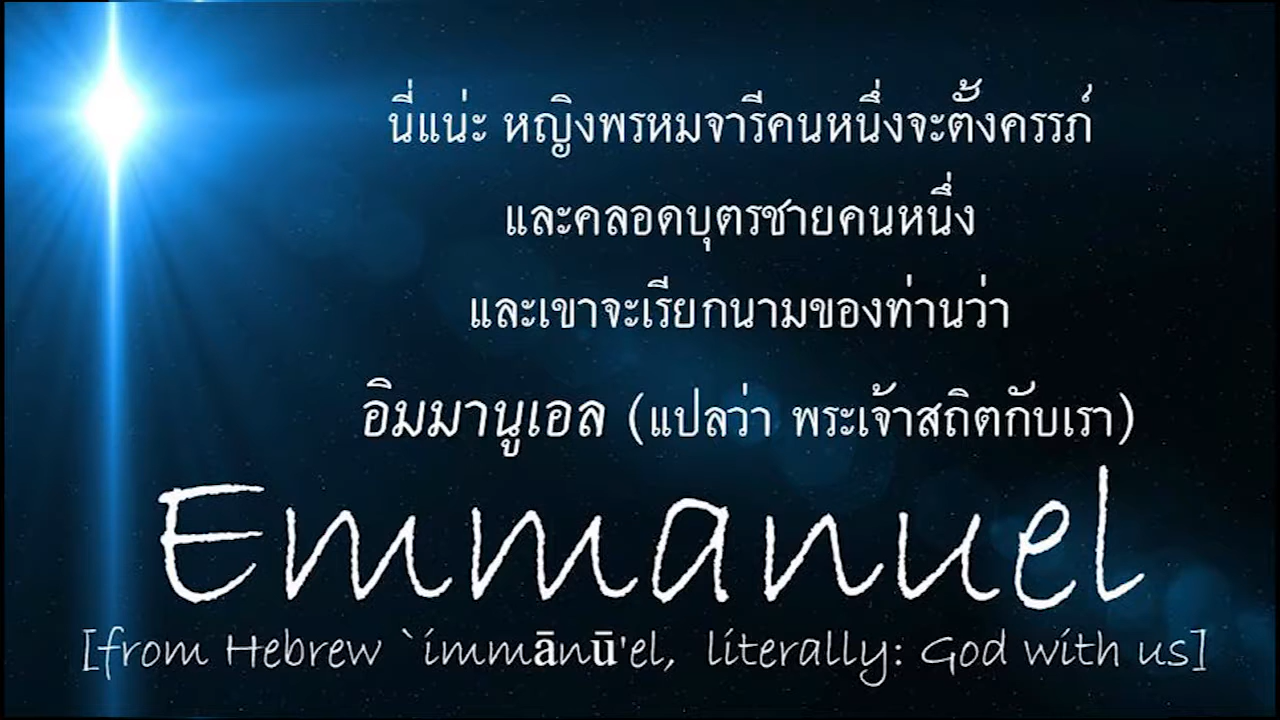 นี่แน่ะ หญิงพรหมจารีคนหนึ่งจะตั้งครรภ์
และคลอดบุตรชายคนหนึ่ง
และเขาจะเรียกนามของท่านว่า
อิมมานูเอล (แปลว่า พระเจ้าสถิตกับเรา)
Emmanuel
[from Hebrew `immānū'el, literally: God with us]